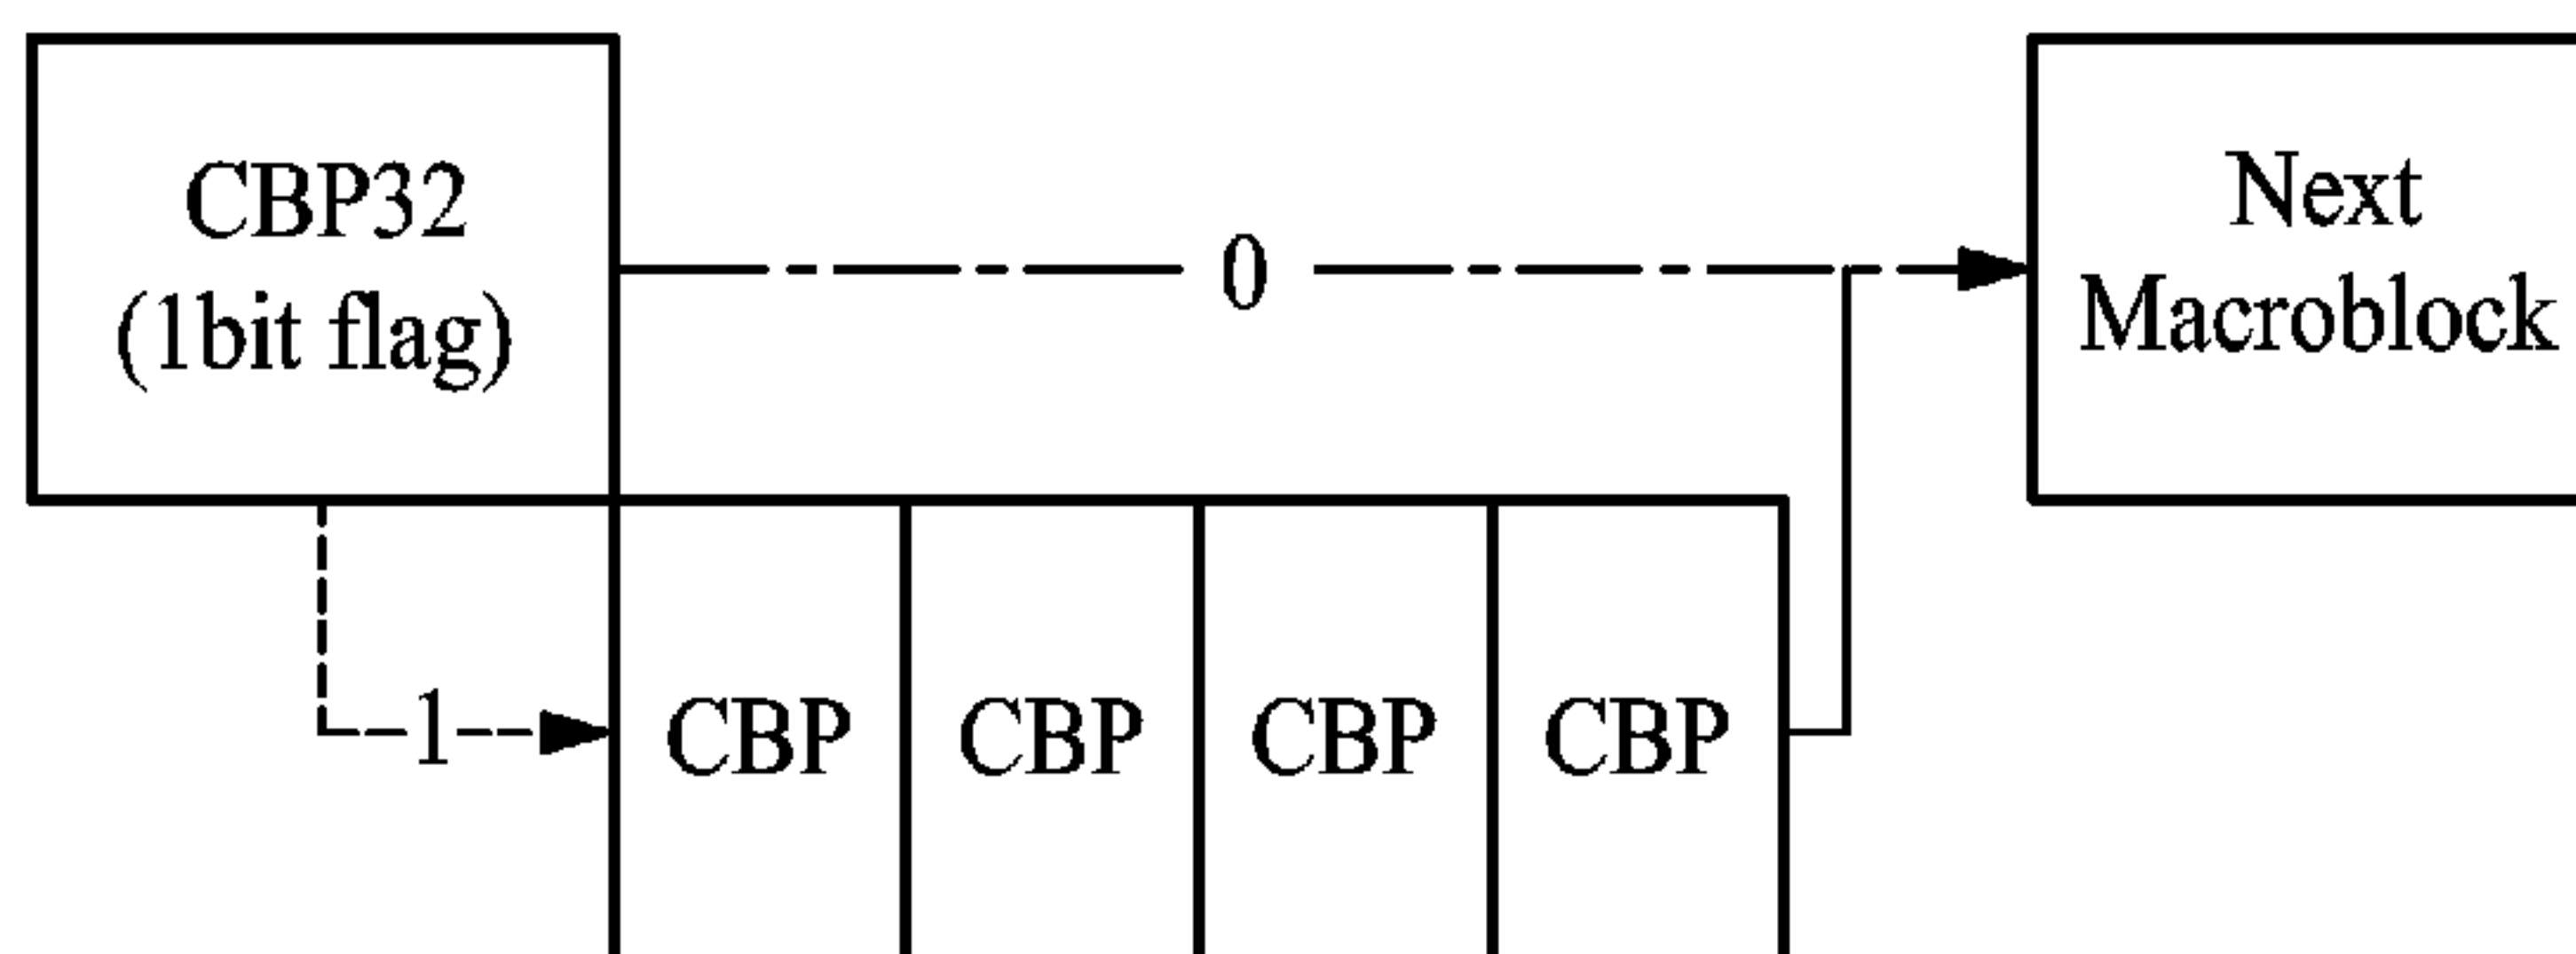 CBP32
(1bit flag)
0
Next
Macroblock
1
CBP CBP CBP CBP